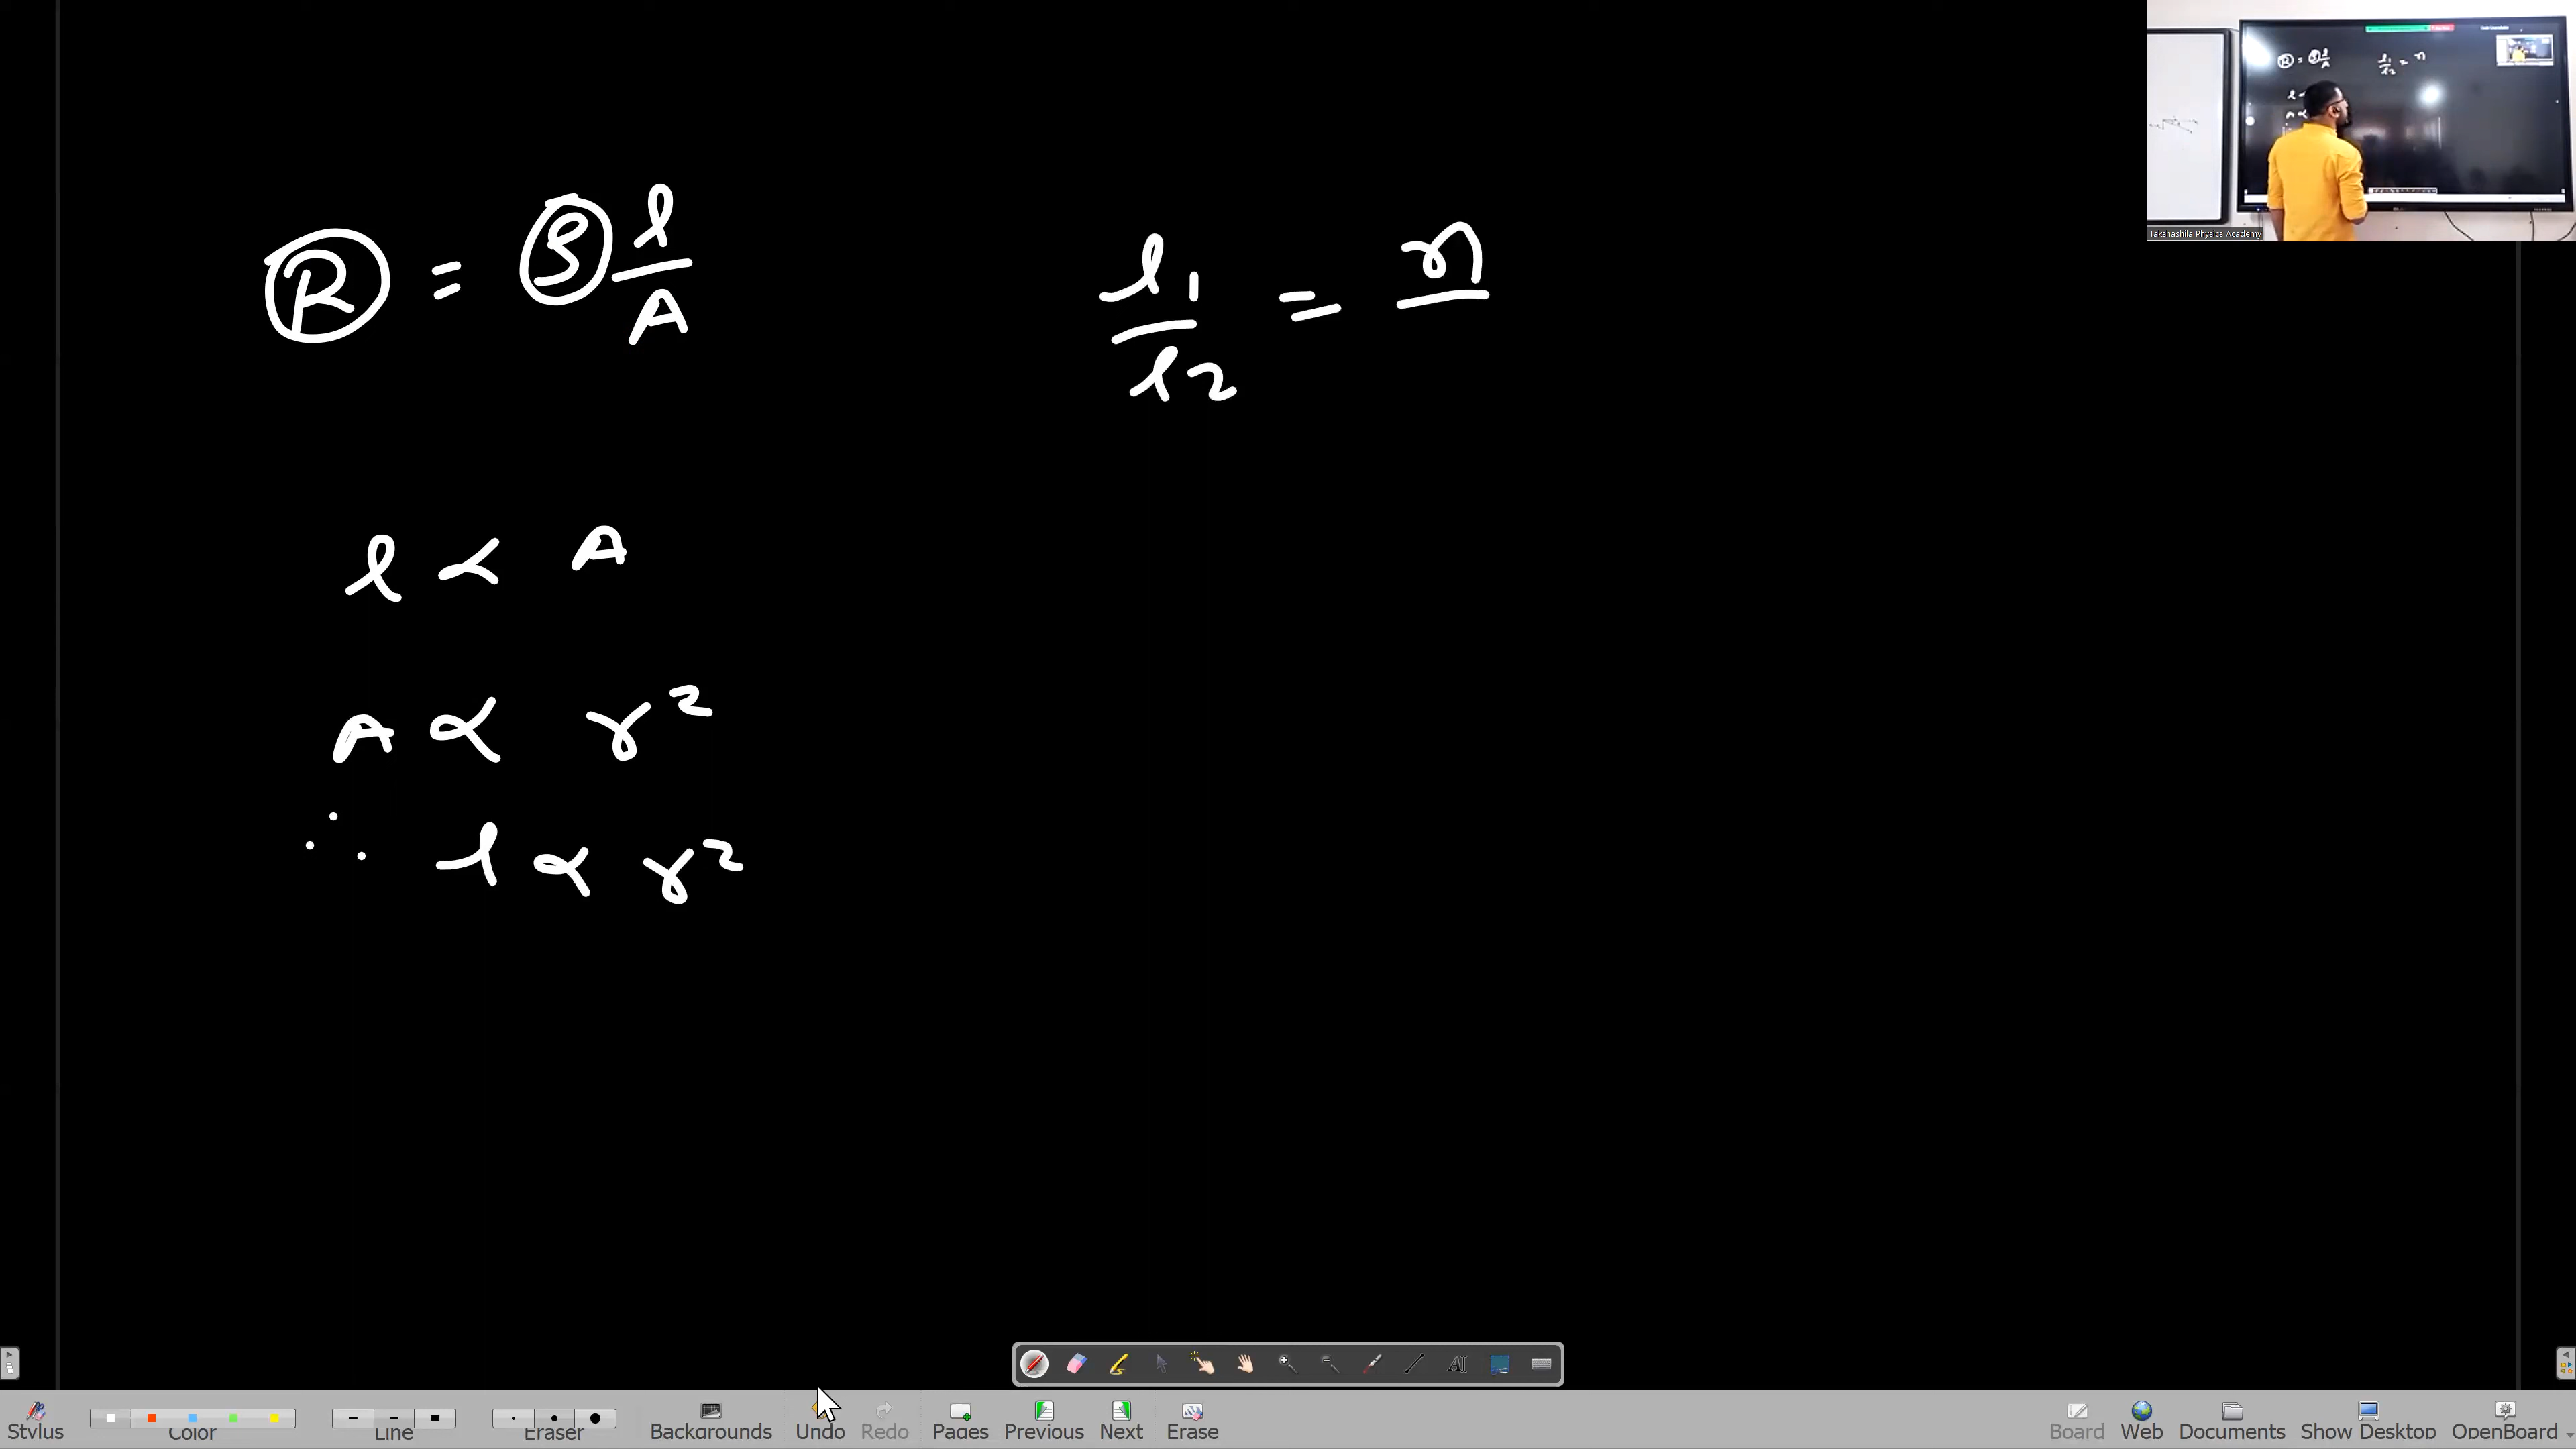 R = ρ l/A
l ∝ A
A ∝ r²
∴ l ∝ r²
l₁/l₂ = r₁
Takshashila Physics Academy
Stylus Color Line Eraser Backgrounds Undo Redo Pages Previous Next Erase Board Web Documents Show Desktop OpenBoard